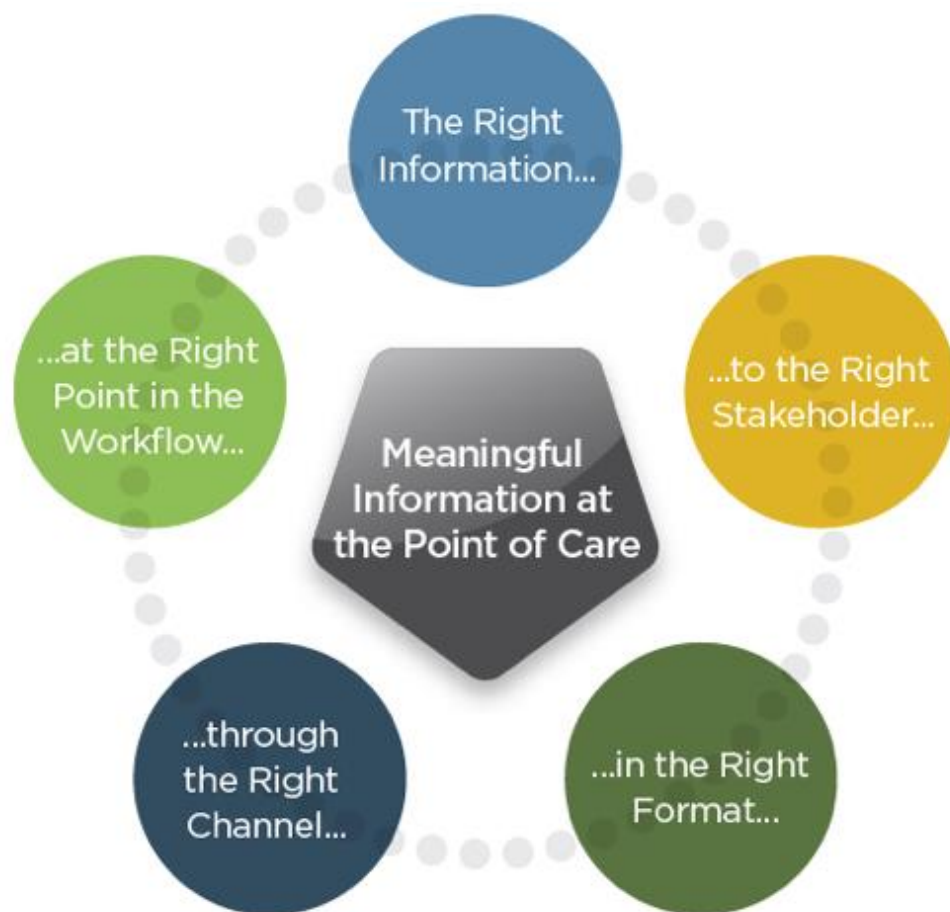 The Right
Information...
...to the Right
Stakeholder...
...in the Right
Format...
...through
the Right
Channel...
...at the Right
Point in the
Workflow...
Meaningful
Information at
the Point of Care